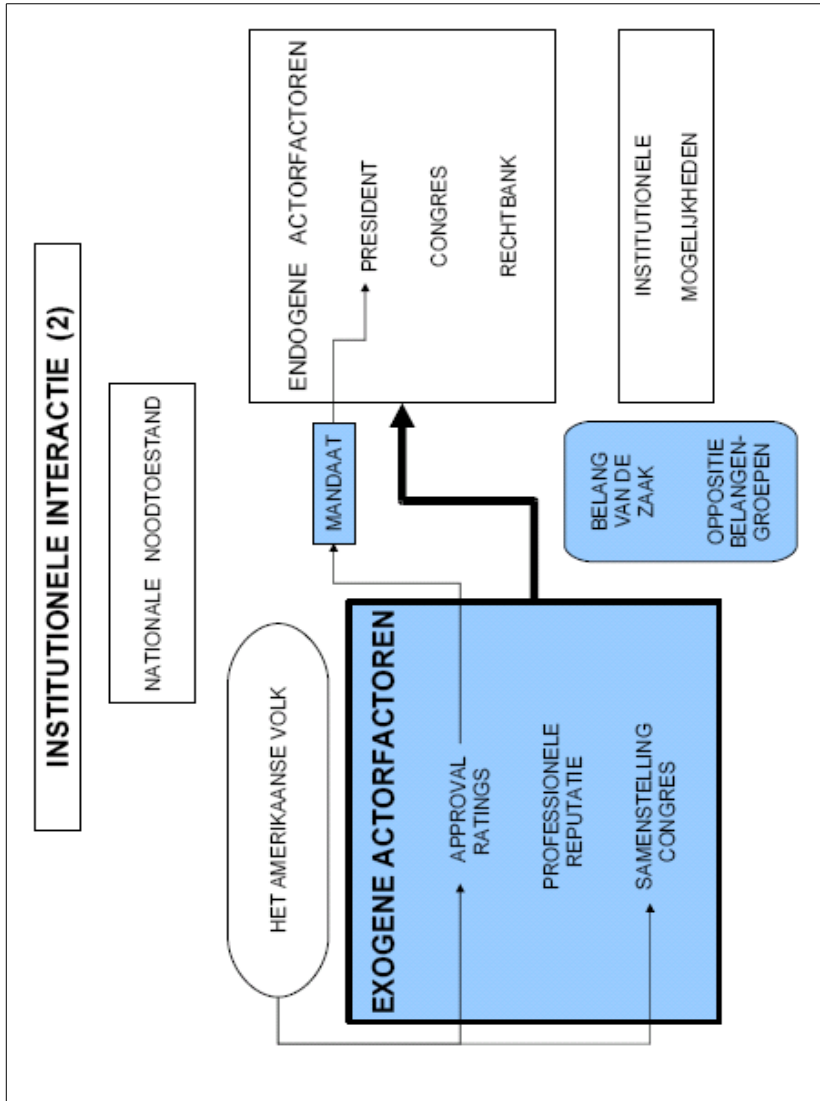 INSTITUTIONELE INTERACTIE (2)
NATIONALE NOODTOESTAND
HET AMERIKAANSE VOLK
EXOGENE ACTORFACTOREN
APPROVAL
RATINGS
PROFESSIONELE
REPUTATIE
SAMENSTELLING
CONGRES
MANDAAT
ENDOGENE ACTORFACTOREN
PRESIDENT
CONGRES
RECHTBANK
BELANG
VAN DE
ZAAK
OPPOSITIE
BELANGEN-
GROEPEN
INSTITUTIONELE
MOGELIJKHEDEN